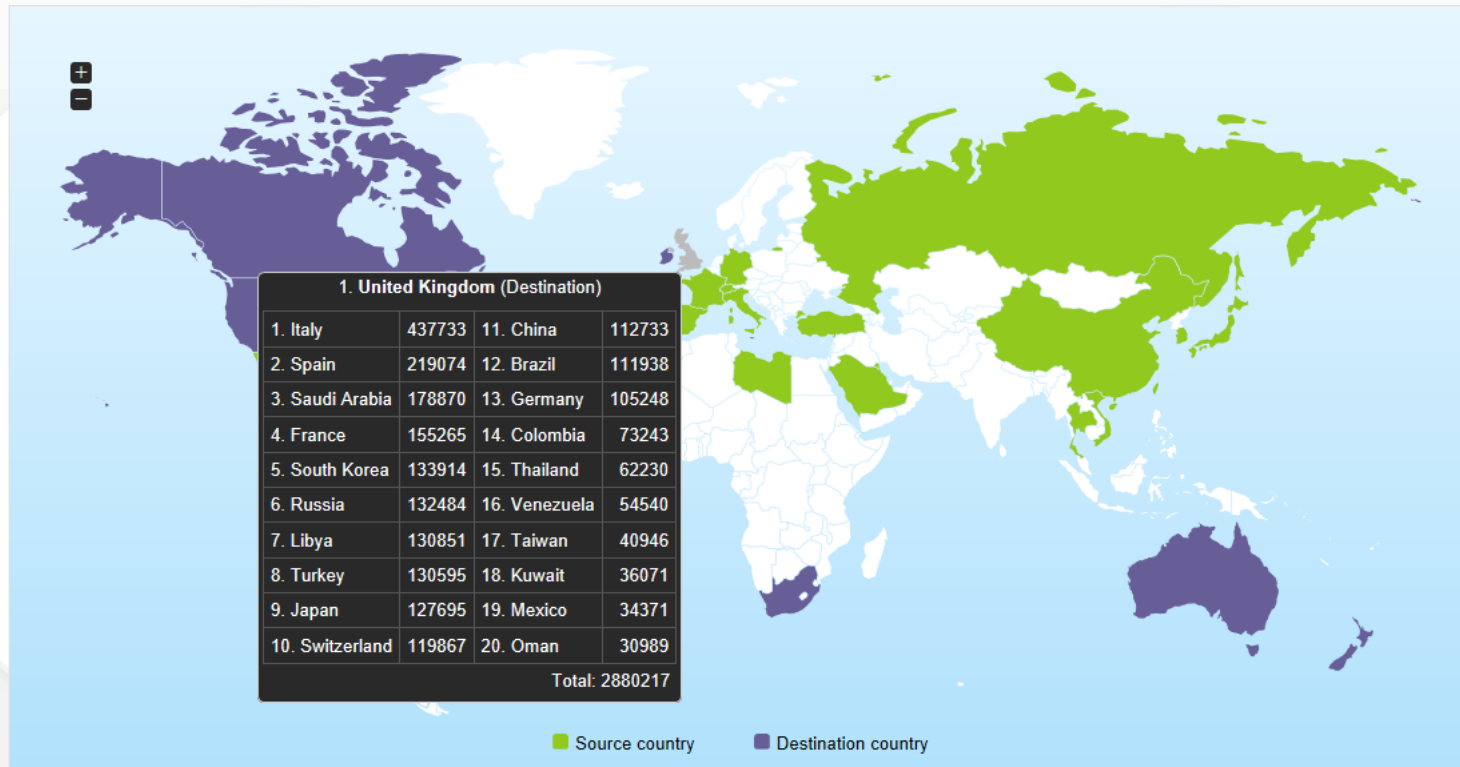 +
−
1. United Kingdom (Destination)
1. Italy 437733 11. China 112733
2. Spain 219074 12. Brazil 111938
3. Saudi Arabia 178870 13. Germany 105248
4. France 155265 14. Colombia 73243
5. South Korea 133914 15. Thailand 62230
6. Russia 132484 16. Venezuela 54540
7. Libya 130851 17. Taiwan 40946
8. Turkey 130595 18. Kuwait 36071
9. Japan 127695 19. Mexico 34371
10. Switzerland 119867 20. Oman 30989
Total: 2880217
Source country Destination country